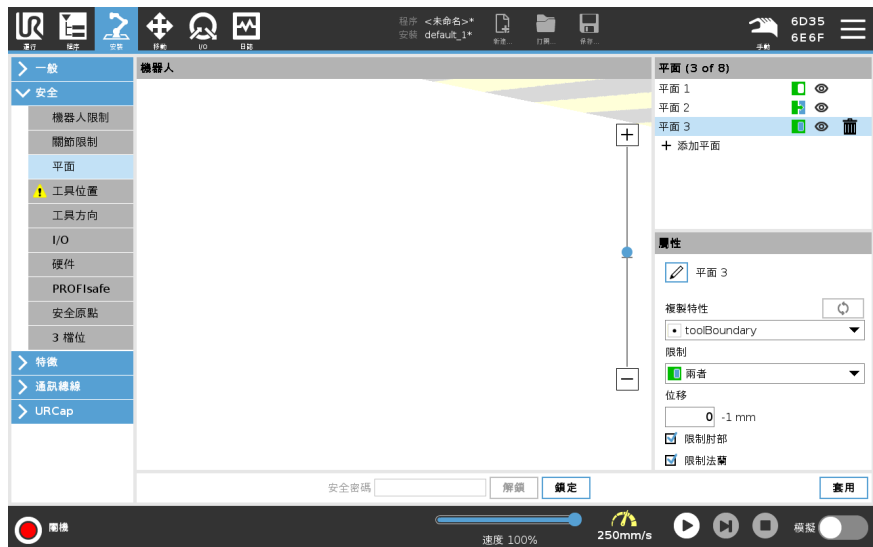 UR
運行
程序
安裝
移動
I/O
日誌
程序 <未命名>*
安裝 default_1*
新建...
打開...
保存...
手動
6D35
6E6F
一般
安全
機器人限制
關節限制
平面
工具位置
工具方向
I/O
硬件
PROFIsafe
安全原點
3 檔位
特徵
通訊總線
URCap
機器人
平面 (3 of 8)
平面 1
平面 2
平面 3
添加平面
屬性
平面 3
複製特性
toolBoundary
限制
兩者
位移
0 -1 mm
限制肘部
限制法蘭
安全密碼
解鎖
鎖定
套用
關機
速度 100%
250mm/s
模擬